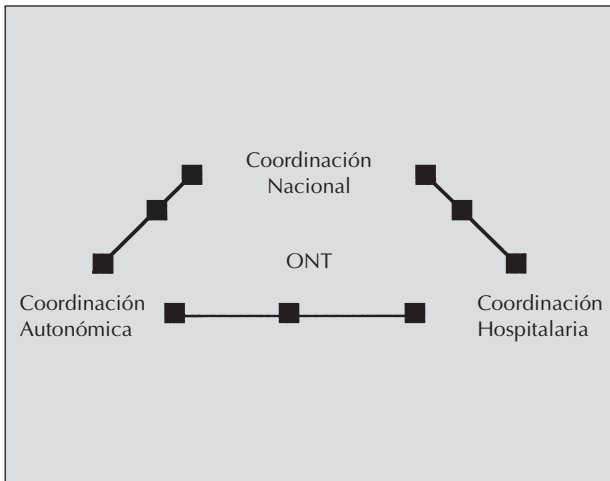 Coordinación
Nacional
ONT
Coordinación
Autonómica
Coordinación
Hospitalaria